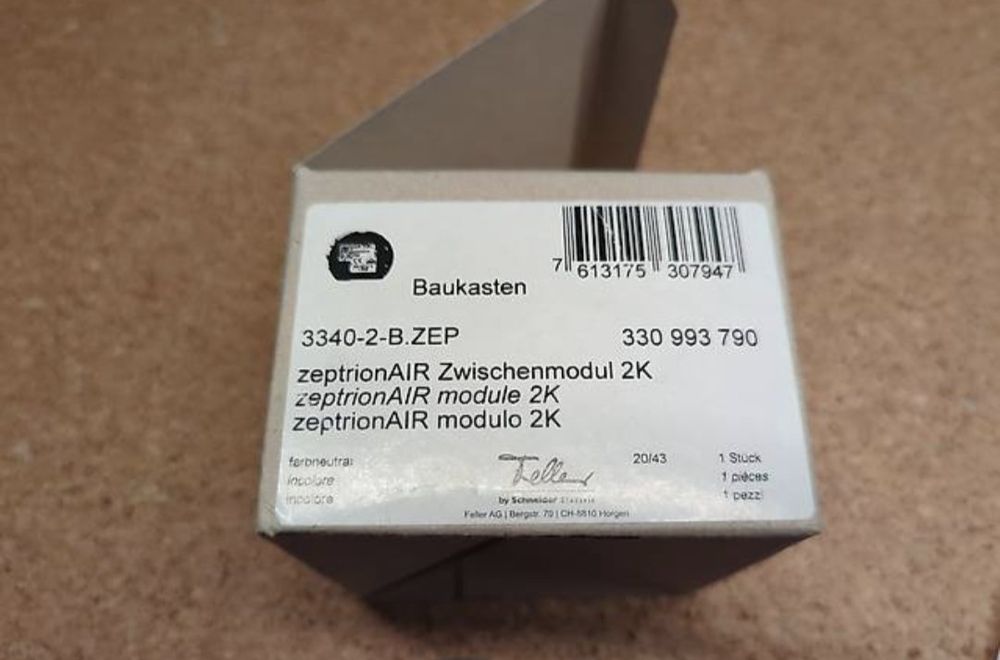 7 613175 307947
Baukasten
3340-2-B.ZEP 330 993 790
zeptrionAIR Zwischenmodul 2K
zeptrionAIR module 2K
zeptrionAIR modulo 2K
farbneutral 20/43 1 Stück
incolore 1 pièces
incolore 1 pezzi
Feller
by Schneider Electric
Feller AG | Bergstr. 70 | CH-8810 Horgen